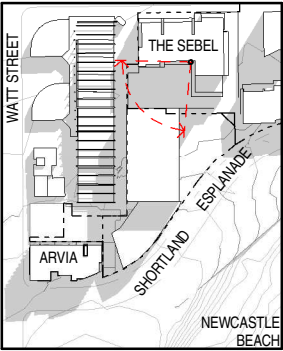 THE SEBEL
WATT STREET
ESPLANADE
SHORTLAND
ARVIA
NEWCASTLE
BEACH